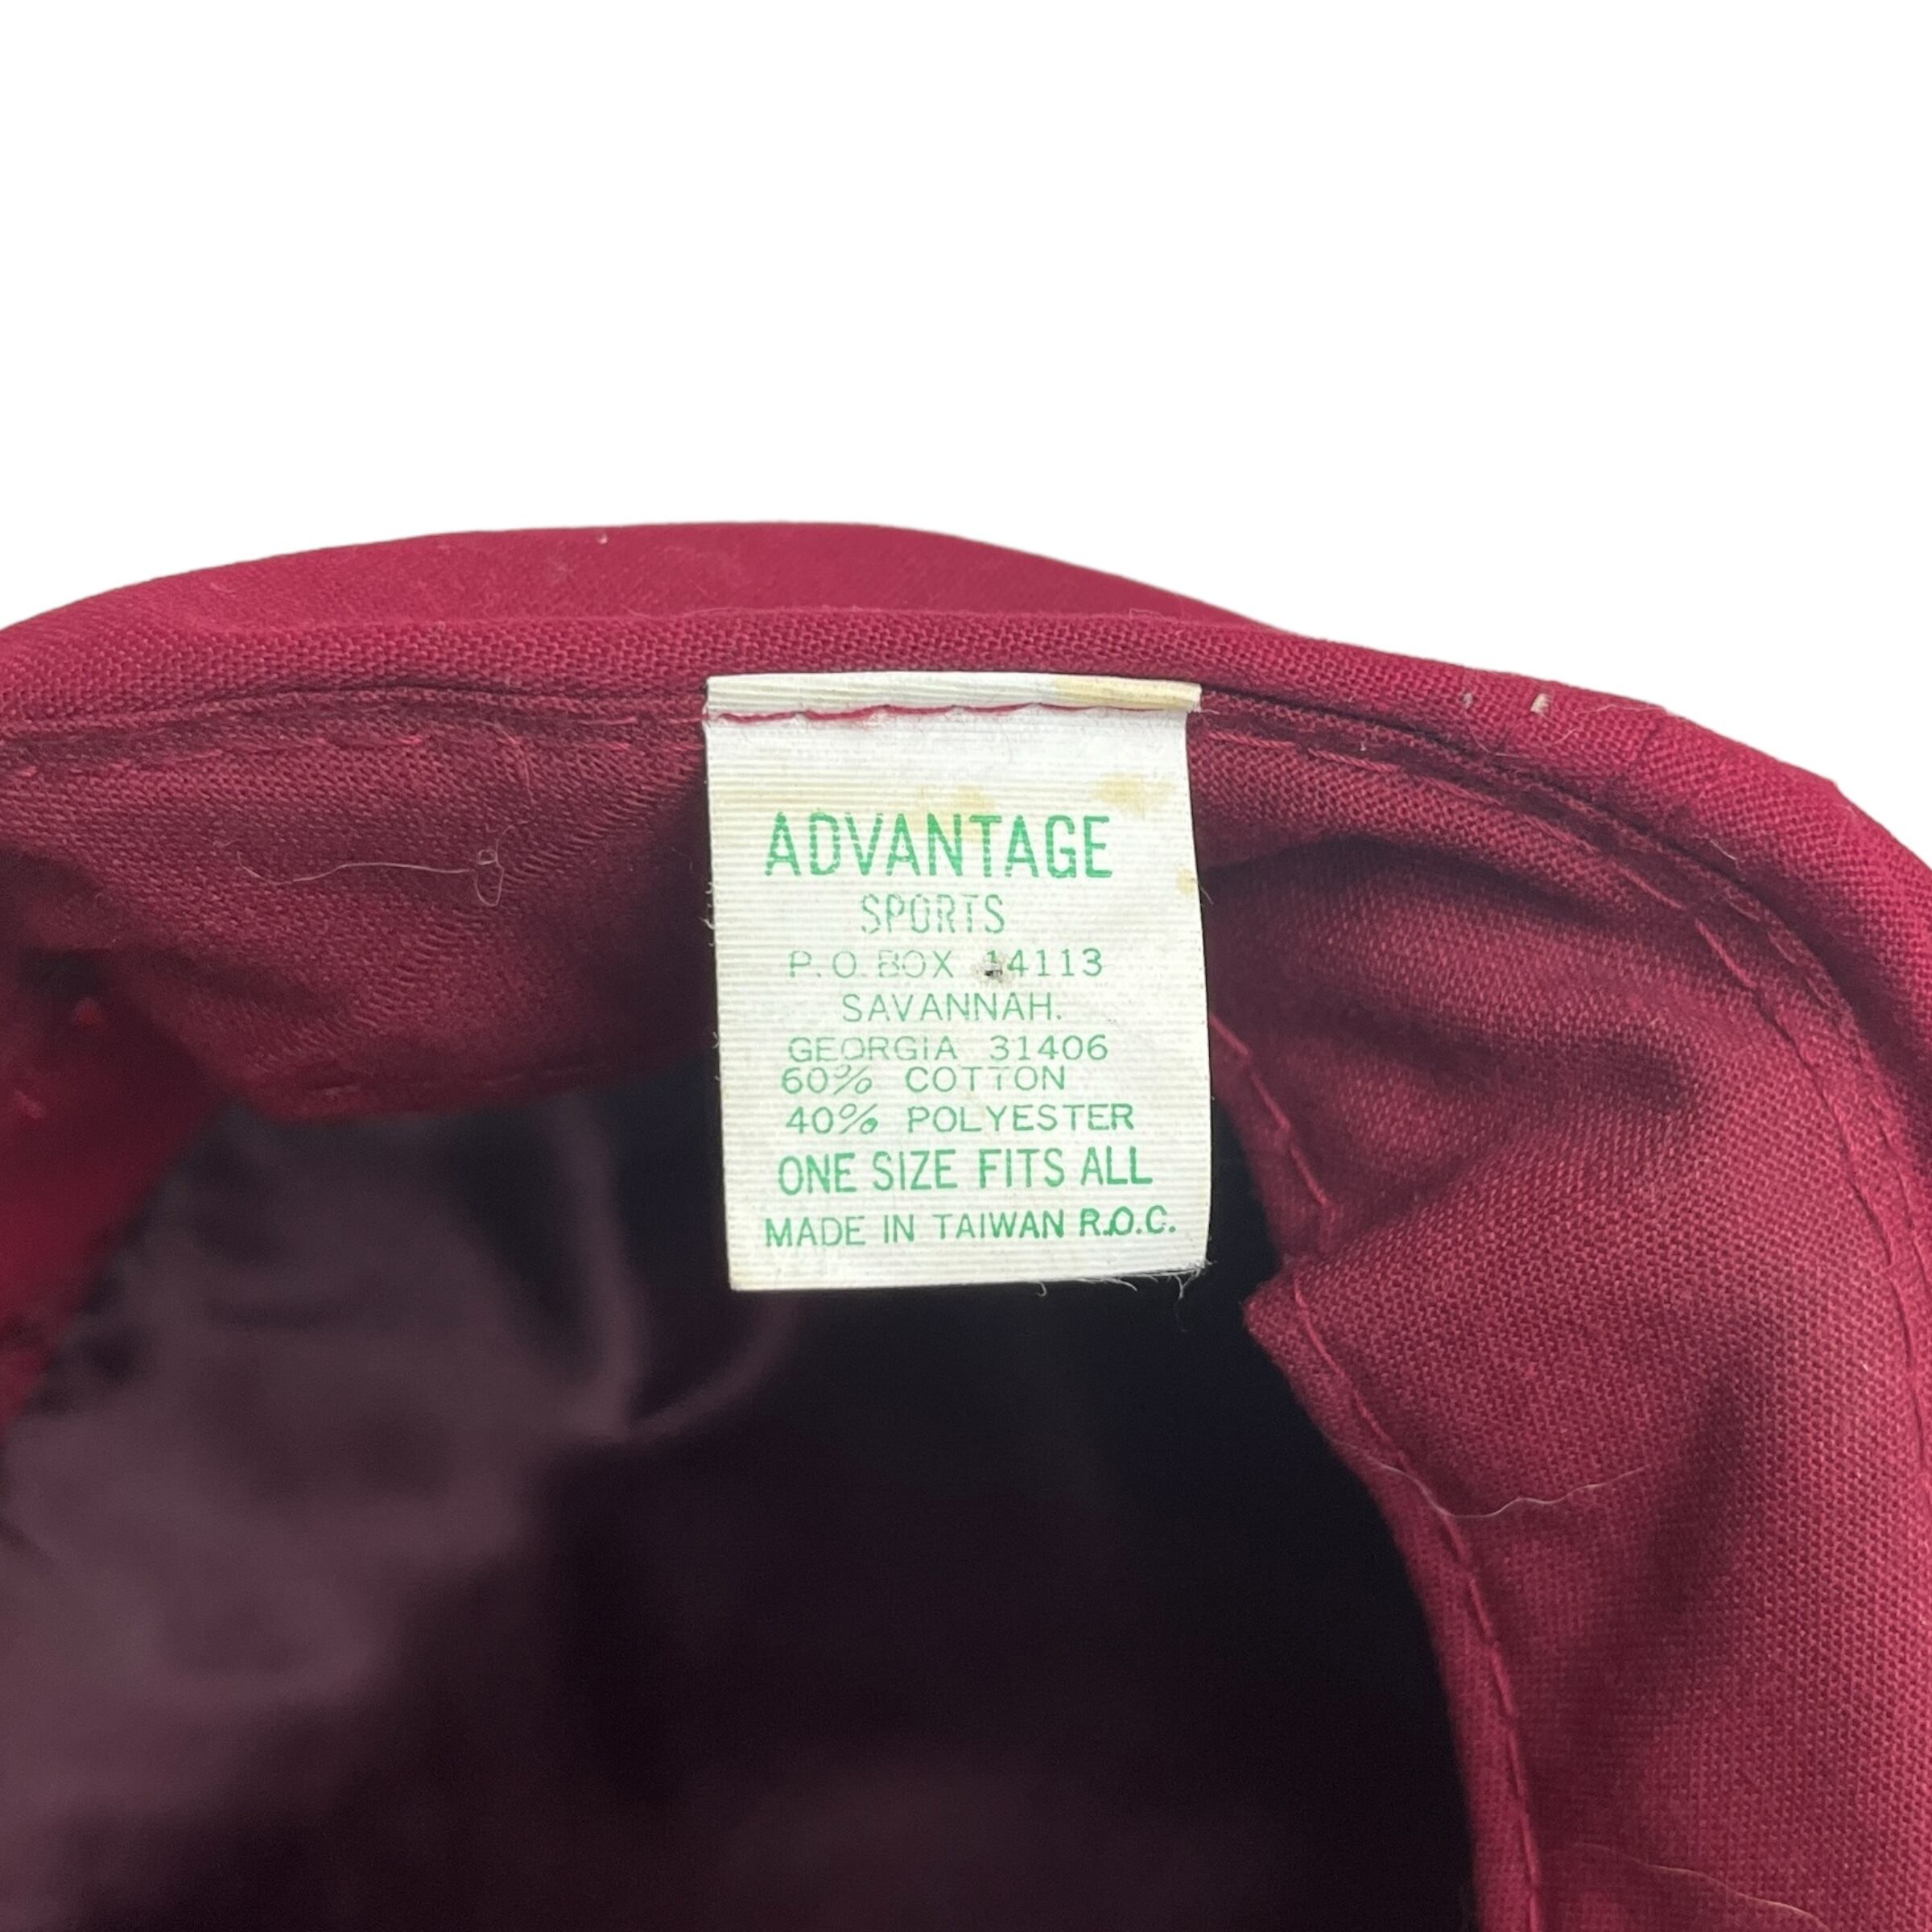 ADVANTAGE
SPORTS
P.O.BOX 14113
SAVANNAH.
GEORGIA 31406
60% COTTON
40% POLYESTER
ONE SIZE FITS ALL
MADE IN TAIWAN R.O.C.